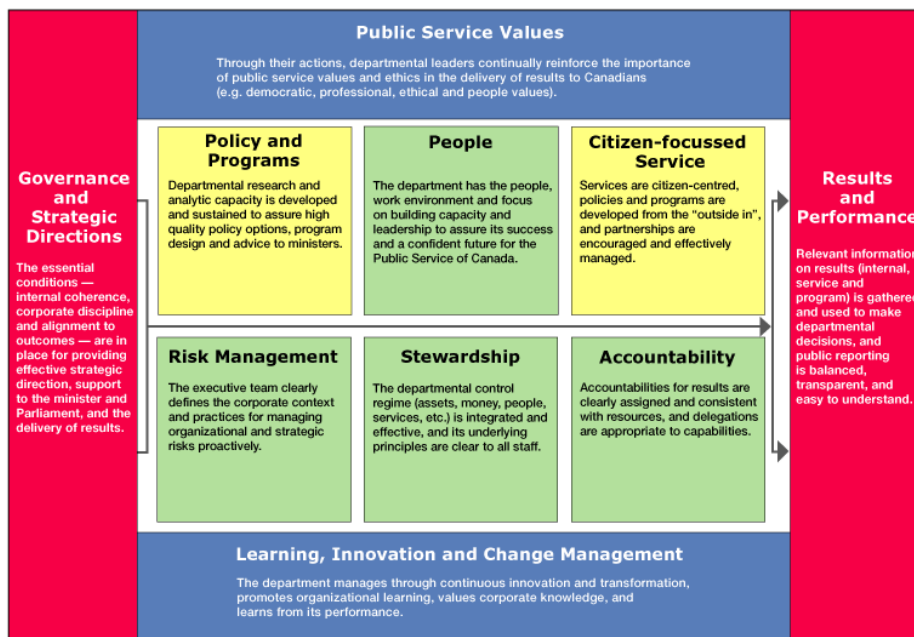 Public Service Values
Through their actions, departmental leaders continually reinforce the importance
of public service values and ethics in the delivery of results to Canadians
(e.g. democratic, professional, ethical and people values).
Governance
and
Strategic
Directions
The essential
conditions —
internal coherence,
corporate discipline
and alignment to
outcomes — are in
place for providing
effective strategic
direction, support
to the minister and
Parliament, and the
delivery of results.
Policy and
Programs
Departmental research and
analytic capacity is developed
and sustained to assure high
quality policy options, program
design and advice to ministers.
People
The department has the people,
work environment and focus
on building capacity and
leadership to assure its success
and a confident future for the
Public Service of Canada.
Citizen-focussed
Service
Services are citizen-centred,
policies and programs are
developed from the “outside in”,
and partnerships are
encouraged and effectively
managed.
Risk Management
The executive team clearly
defines the corporate context
and practices for managing
organizational and strategic
risks proactively.
Stewardship
The departmental control
regime (assets, money, people,
services, etc.) is integrated and
effective, and its underlying
principles are clear to all staff.
Accountability
Accountabilities for results are
clearly assigned and consistent
with resources, and delegations
are appropriate to capabilities.
Results
and
Performance
Relevant information
on results (internal,
service and
program) is gathered
and used to make
departmental
decisions, and
public reporting
is balanced,
transparent, and
easy to understand.
Learning, Innovation and Change Management
The department manages through continuous innovation and transformation,
promotes organizational learning, values corporate knowledge, and
learns from its performance.